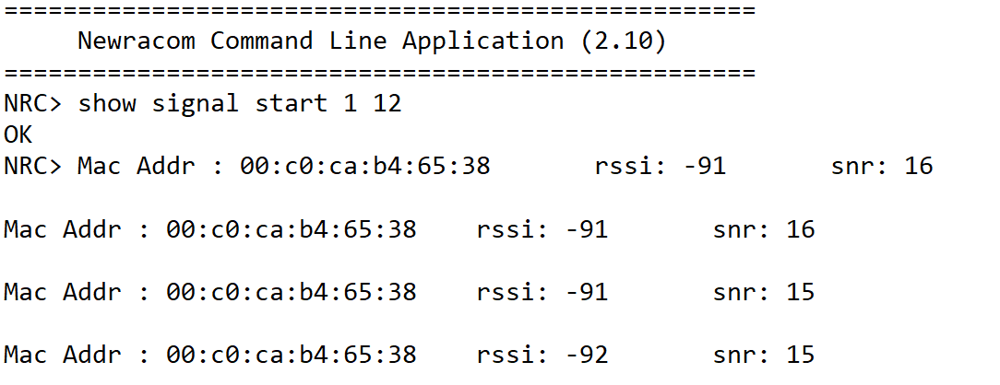 ===================================================
Newracom Command Line Application (2.10)
===================================================
NRC> show signal start 1 12
OK
NRC> Mac Addr : 00:c0:ca:b4:65:38 rssi: -91 snr: 16
Mac Addr : 00:c0:ca:b4:65:38 rssi: -91 snr: 16
Mac Addr : 00:c0:ca:b4:65:38 rssi: -91 snr: 15
Mac Addr : 00:c0:ca:b4:65:38 rssi: -92 snr: 15